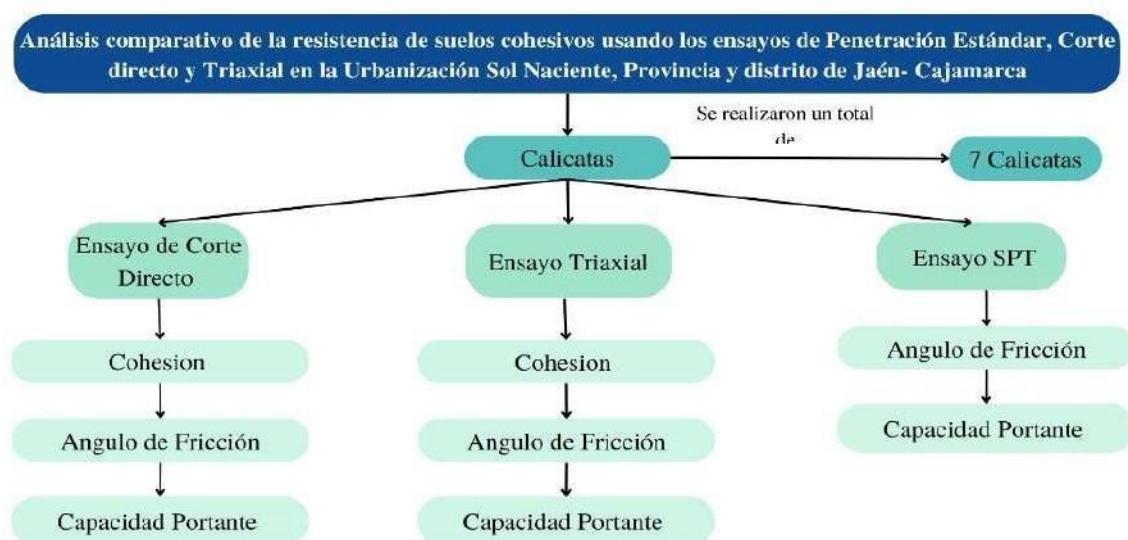 Análisis comparativo de la resistencia de suelos cohesivos usando los ensayos de Penetración Estándar, Corte
directo y Triaxial en la Urbanización Sol Naciente, Provincia y distrito de Jaén- Cajamarca
Se realizaron un total
de
Calicatas
7 Calicatas
Ensayo de Corte
Directo
Ensayo Triaxial
Ensayo SPT
Cohesion
Cohesion
Angulo de Fricción
Angulo de Fricción
Angulo de Fricción
Capacidad Portante
Capacidad Portante
Capacidad Portante